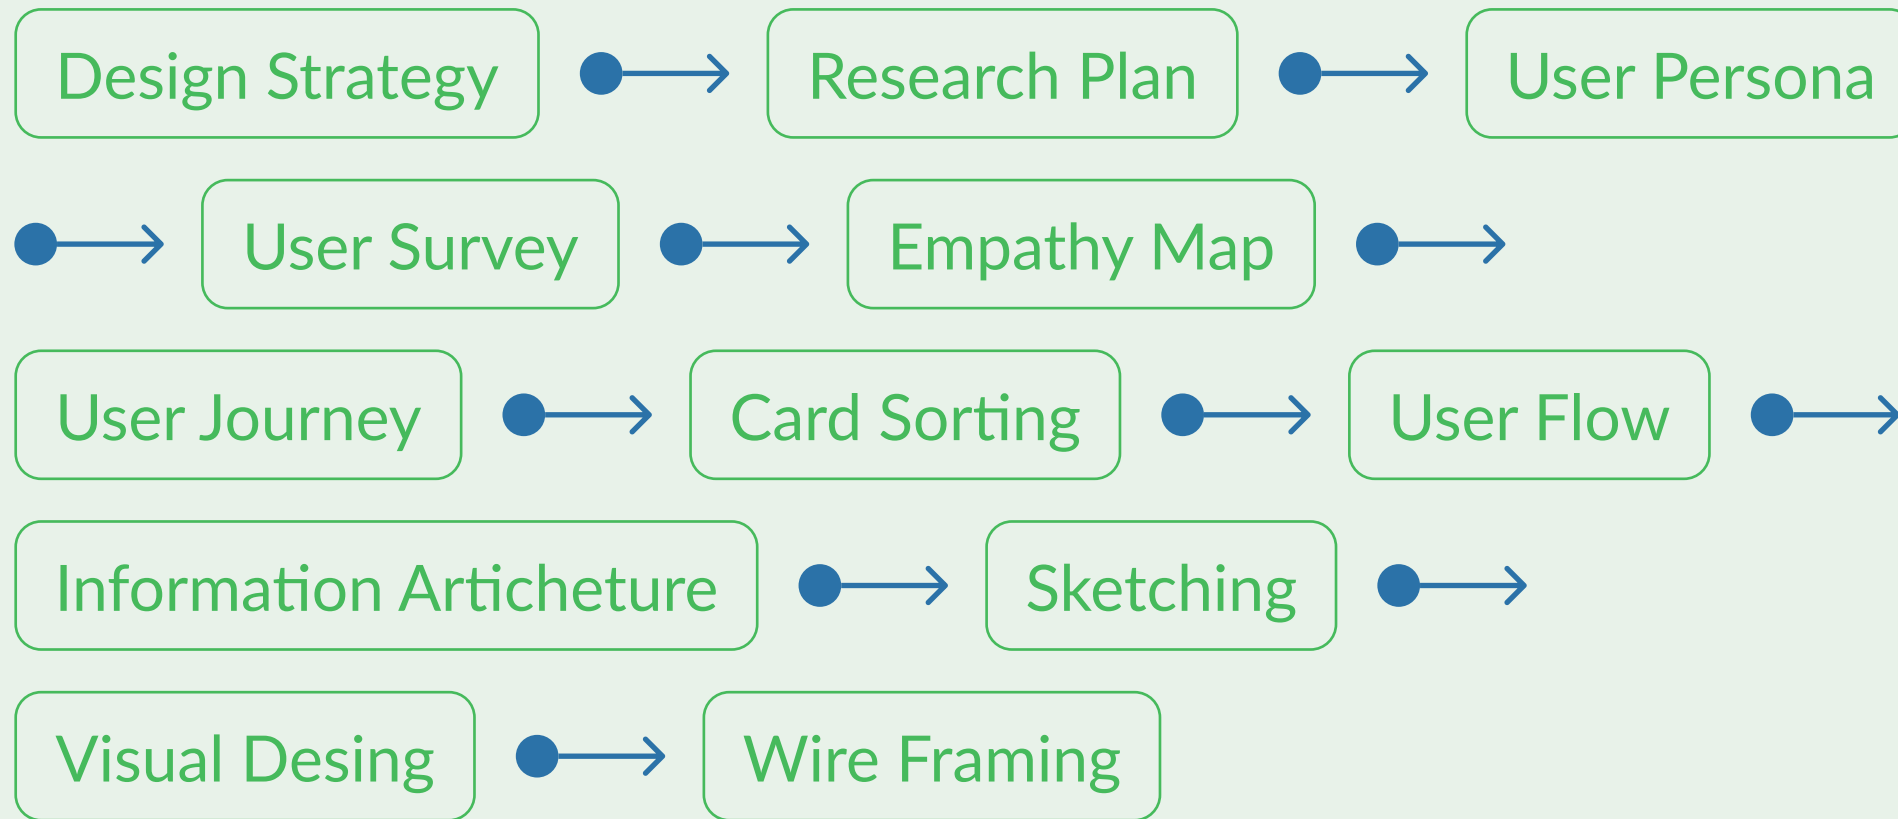 Design Strategy Research Plan User Persona
User Survey Empathy Map
User Journey Card Sorting User Flow
Information Articheture Sketching
Visual Desing Wire Framing